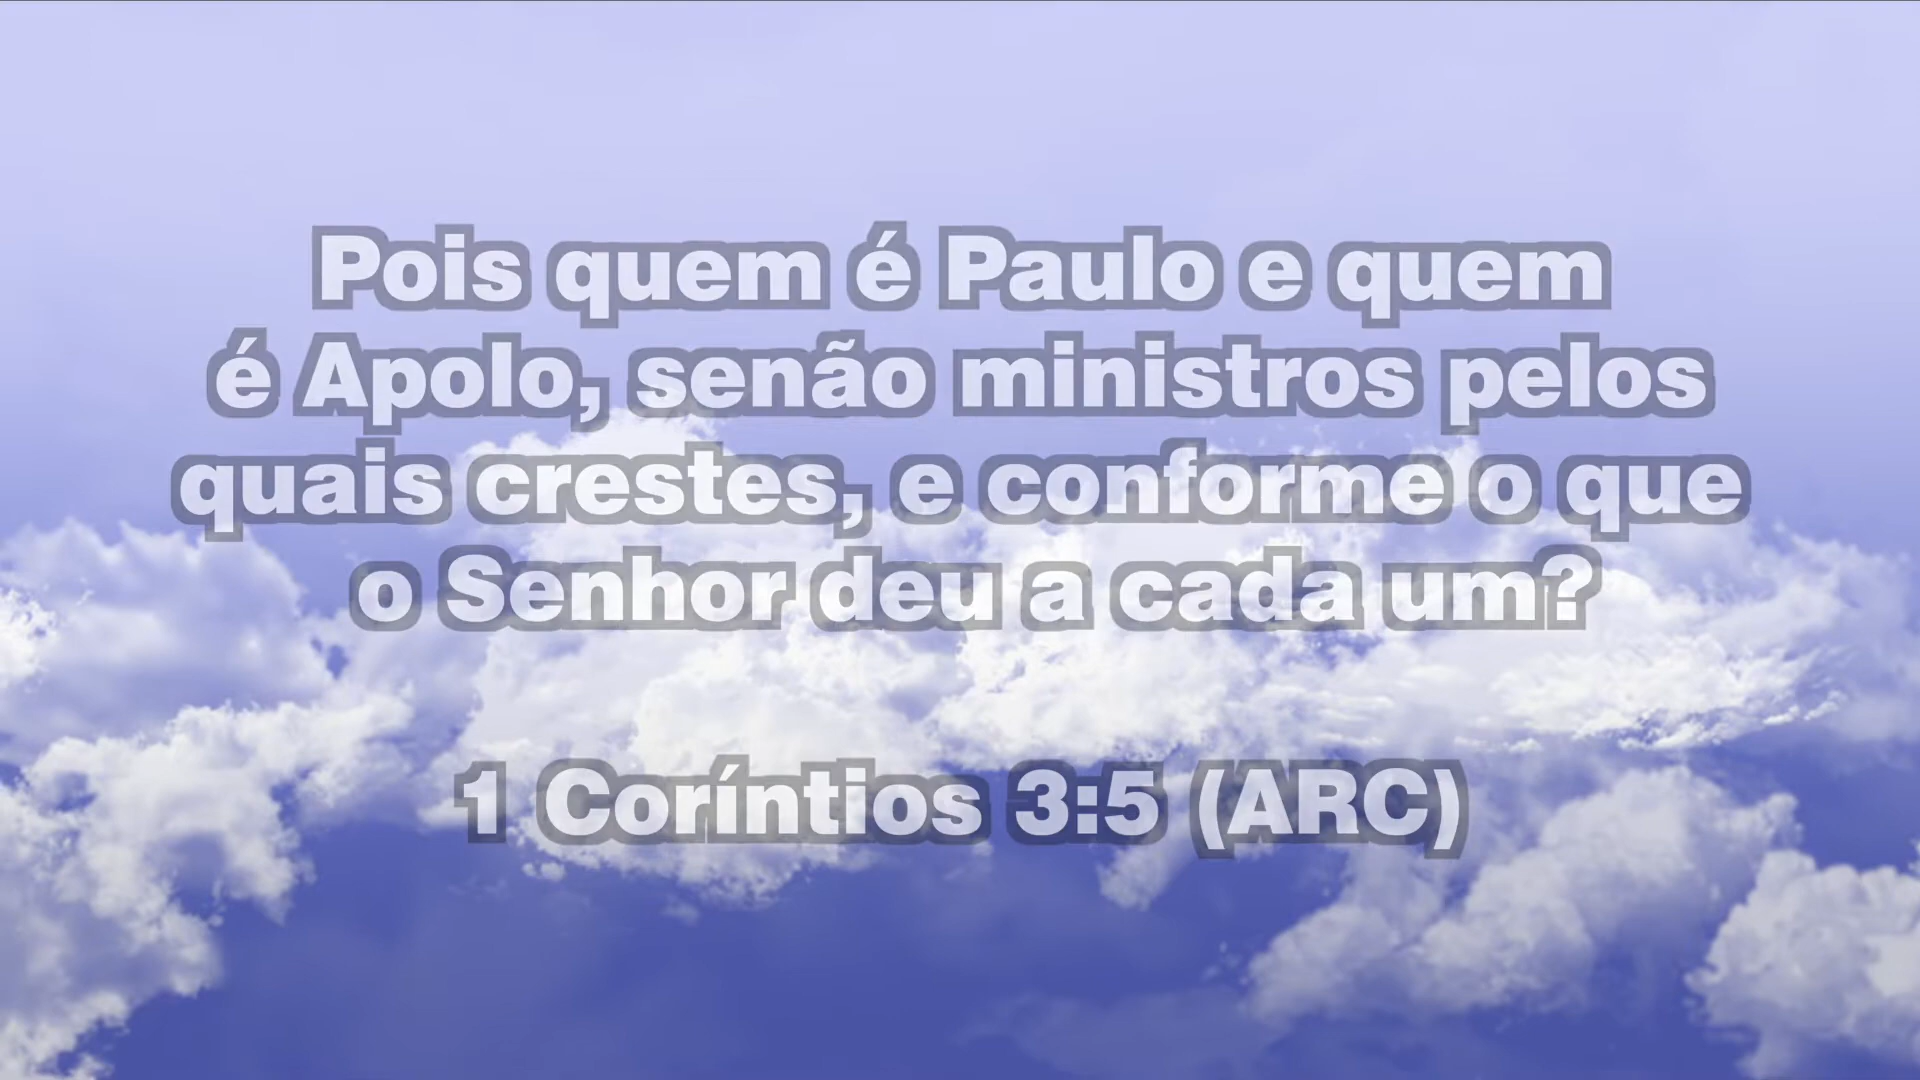 Pois quem é Paulo e quem
é Apolo, senão ministros pelos
quais crestes, e conforme o que
o Senhor deu a cada um?
1 Coríntios 3:5 (ARC)